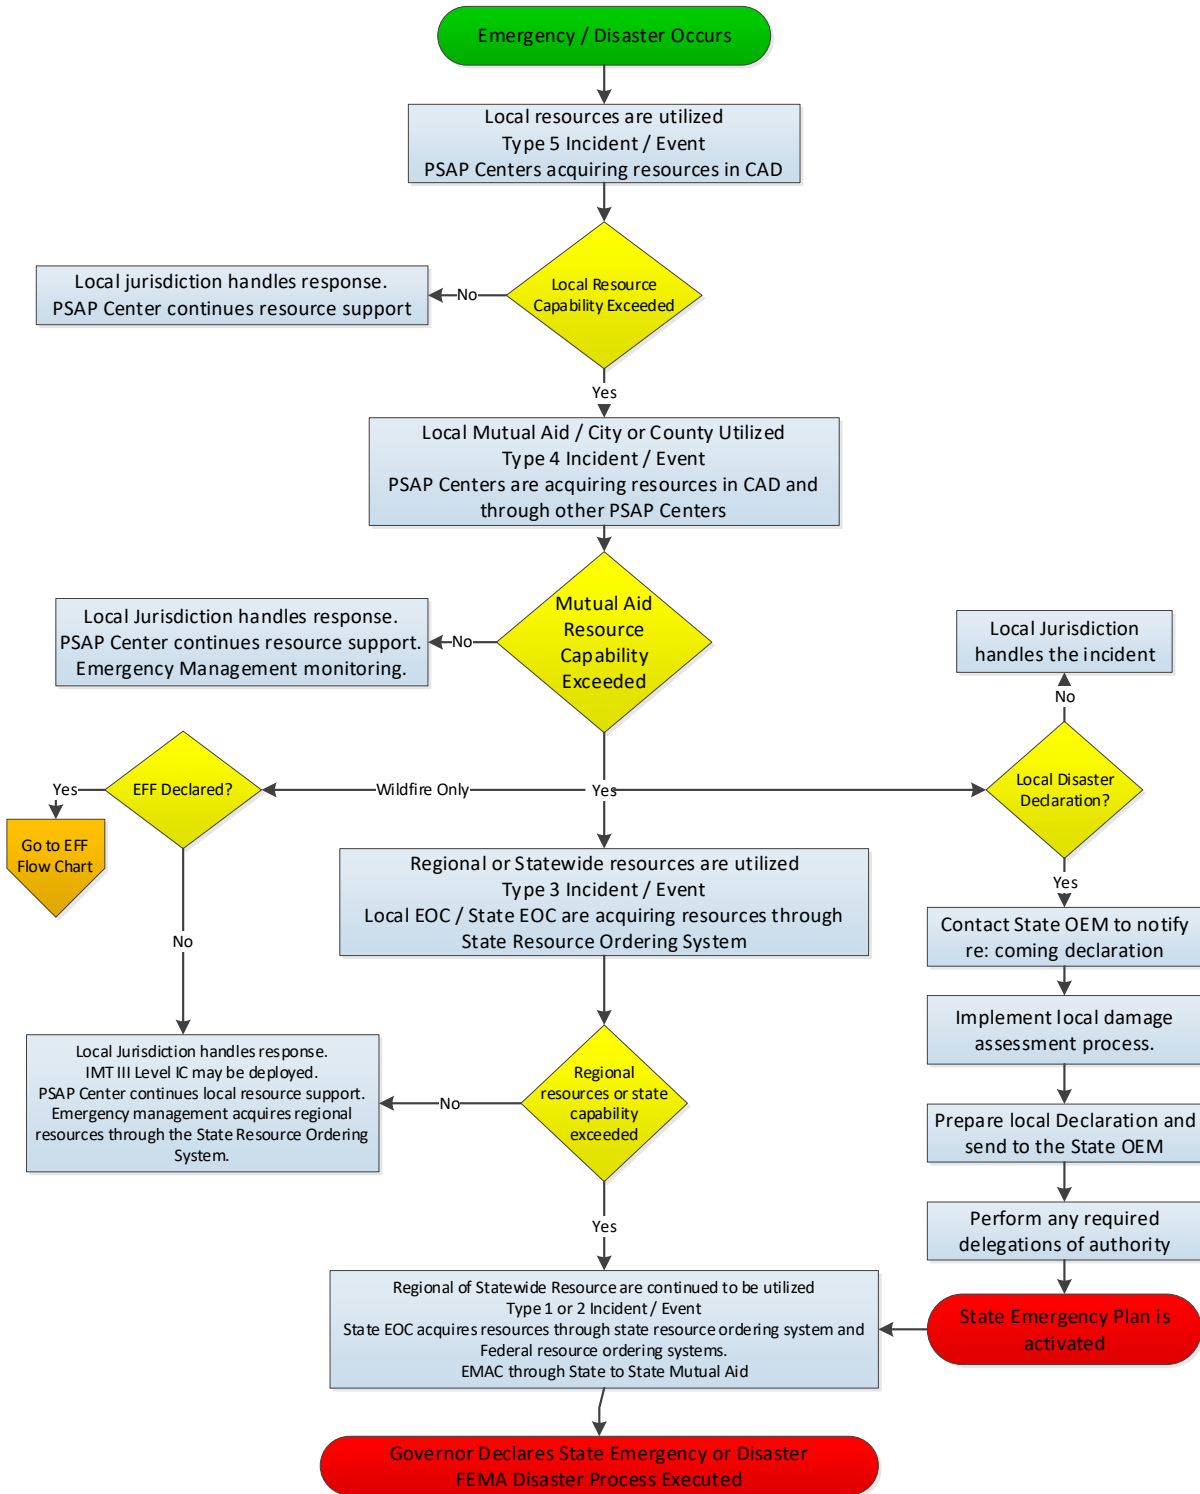 Emergency / Disaster Occurs
Local resources are utilized
Type 5 Incident / Event
PSAP Centers acquiring resources in CAD
Local Resource
Capability Exceeded
No
Local jurisdiction handles response.
PSAP Center continues resource support
Yes
Local Mutual Aid / City or County Utilized
Type 4 Incident / Event
PSAP Centers are acquiring resources in CAD and
through other PSAP Centers
Mutual Aid
Resource
Capability
Exceeded
No
Local Jurisdiction handles response.
PSAP Center continues resource support.
Emergency Management monitoring.
Local Jurisdiction
handles the incident
No
Yes
EFF Declared?
Wildfire Only
Yes
Local Disaster
Declaration?
Go to EFF
Flow Chart
Regional or Statewide resources are utilized
Type 3 Incident / Event
Local EOC / State EOC are acquiring resources through
State Resource Ordering System
Yes
Contact State OEM to notify
re: coming declaration
No
Implement local damage
assessment process.
Local Jurisdiction handles response.
IMT III Level IC may be deployed.
PSAP Center continues local resource support.
Emergency management acquires regional
resources through the State Resource Ordering
System.
No
Regional
resources or state
capability
exceeded
Prepare local Declaration and
send to the State OEM
Yes
Perform any required
delegations of authority
Regional of Statewide Resource are continued to be utilized
Type 1 or 2 Incident / Event
State EOC acquires resources through state resource ordering system and
Federal resource ordering systems.
EMAC through State to State Mutual Aid
State Emergency Plan is
activated
Governor Declares State Emergency or Disaster
FEMA Disaster Process Executed